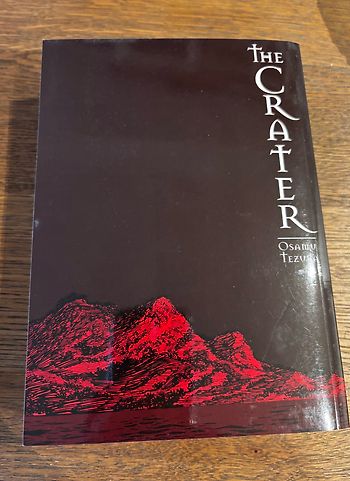 THE
CRATER
OSAMU
TEZUKA